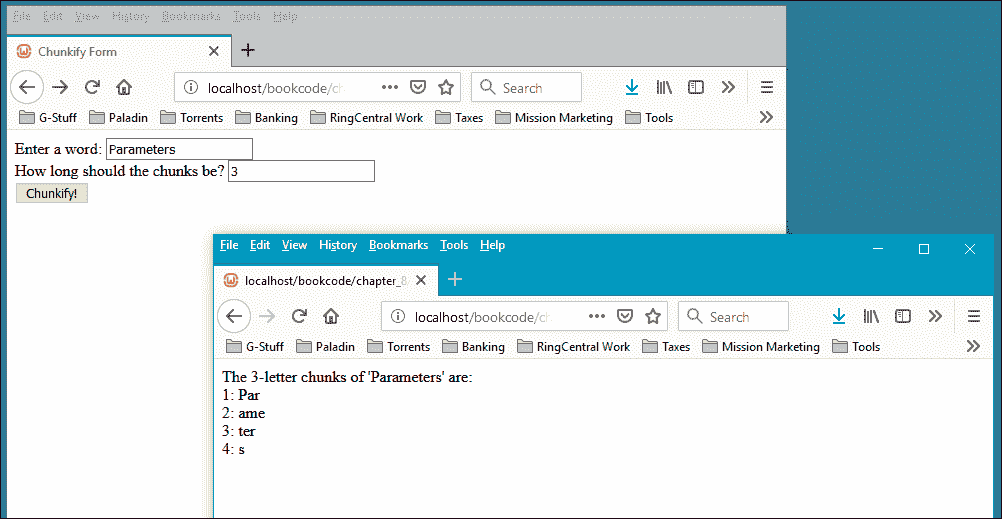 File Edit View History Bookmarks Tools Help
Chunkify Form
localhost/bookcode/ch
Search
G-Stuff Paladin Torrents Banking RingCentral Work Taxes Mission Marketing Tools
Enter a word: Parameters
How long should the chunks be? 3
Chunkify!
File Edit View History Bookmarks Tools Help
localhost/bookcode/chapter_8
localhost/bookcode/ch
Search
G-Stuff Paladin Torrents Banking RingCentral Work Taxes Mission Marketing Tools
The 3-letter chunks of 'Parameters' are:
1: Par
2: ame
3: ter
4: s